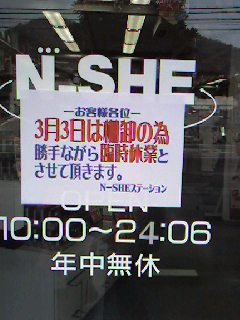 N-SHE
―お客様各位―
3月3日は棚卸の為
勝手ながら臨時休業と
させて頂きます。
N-SHEステーション
OPEN
10:00～24:06
年中無休